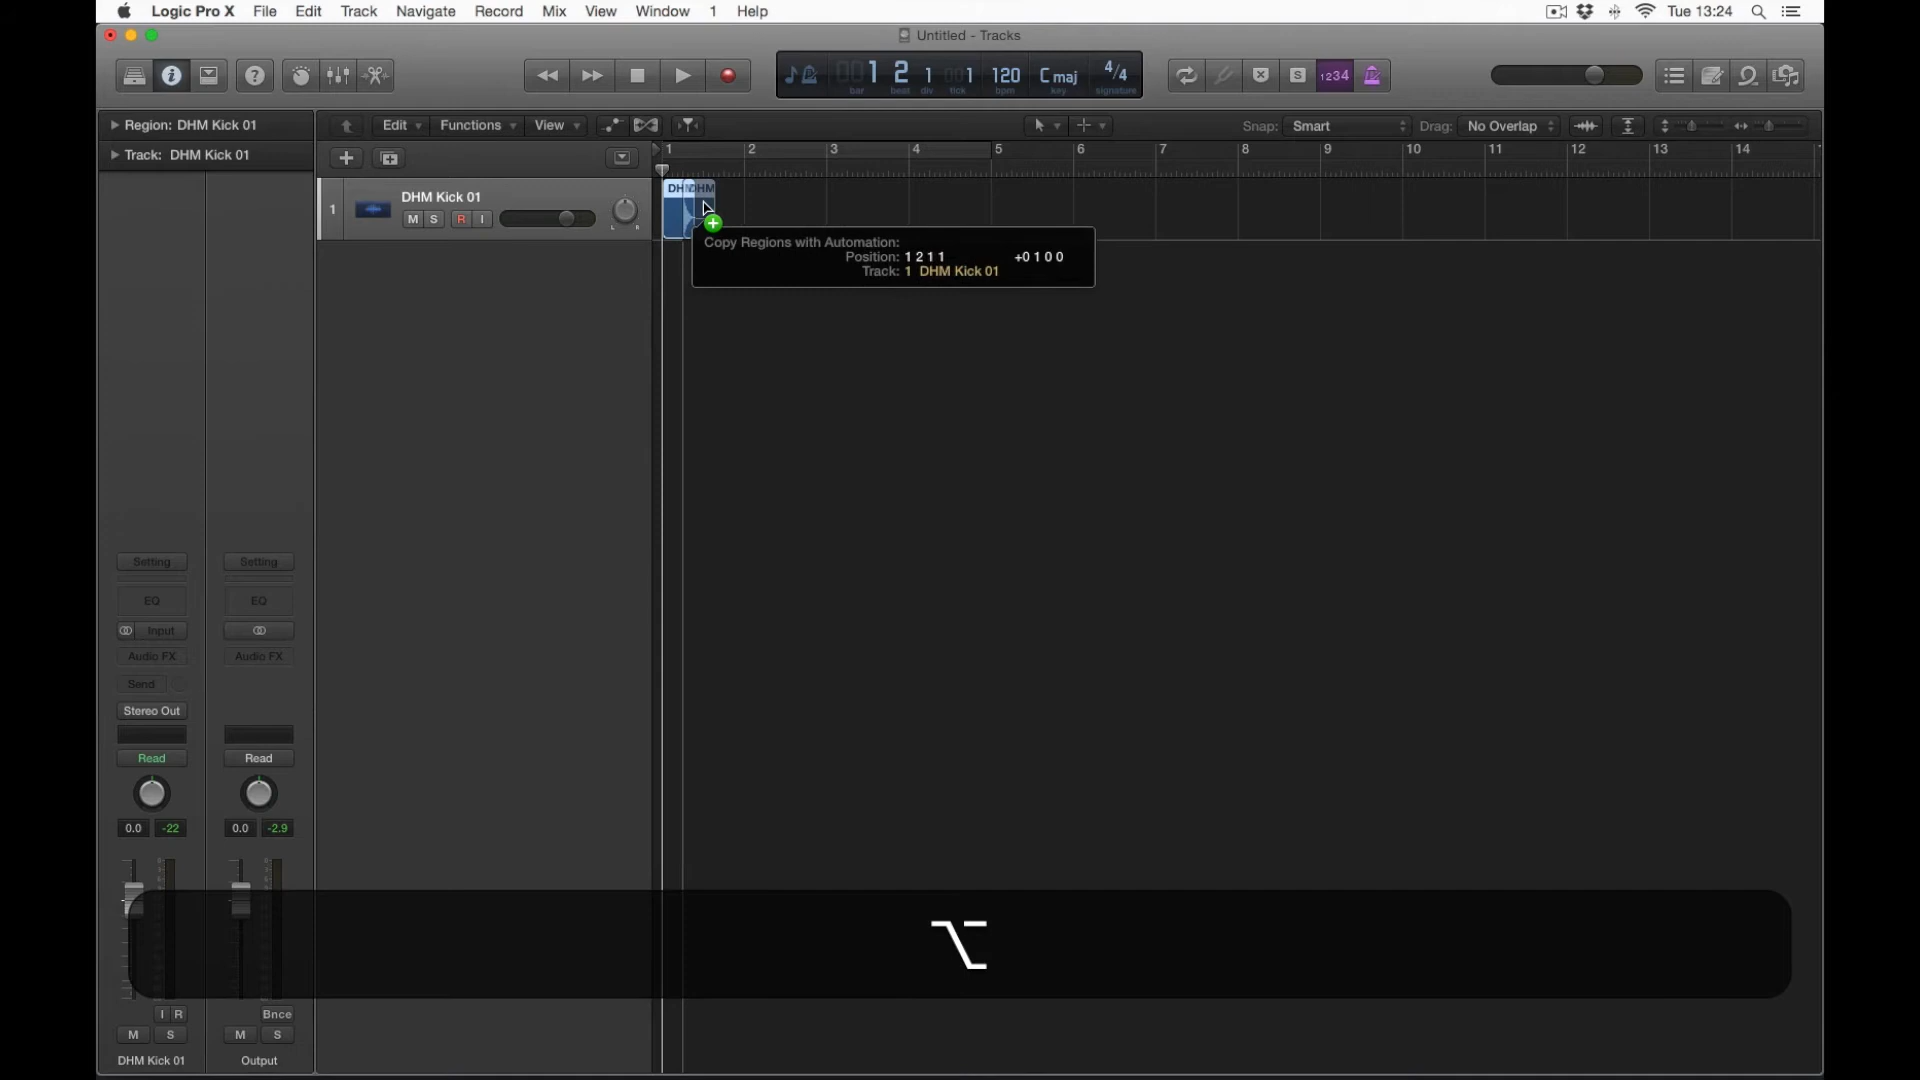 Logic Pro X File Edit Track Navigate Record Mix View Window 1 Help Tue 13:24
Untitled - Tracks
1 2 1 1 120 C maj 4/4
bar beat div tick bpm key signature
S 1234
Region: DHM Kick 01
Edit Functions View Snap: Smart Drag: No Overlap
Track: DHM Kick 01
1 2 3 4 5 6 7 8 9 10 11 12 13 14
1 DHM Kick 01
M S R I L R
DHM
Copy Regions with Automation:
Position: 1 2 1 1 +0 1 0 0
Track: 1 DHM Kick 01
Setting Setting
EQ EQ
Input
Audio FX Audio FX
Send
Stereo Out
Read Read
0.0 -22 0.0 -2.9
⌥
I R Bnce
M S M S
DHM Kick 01 Output